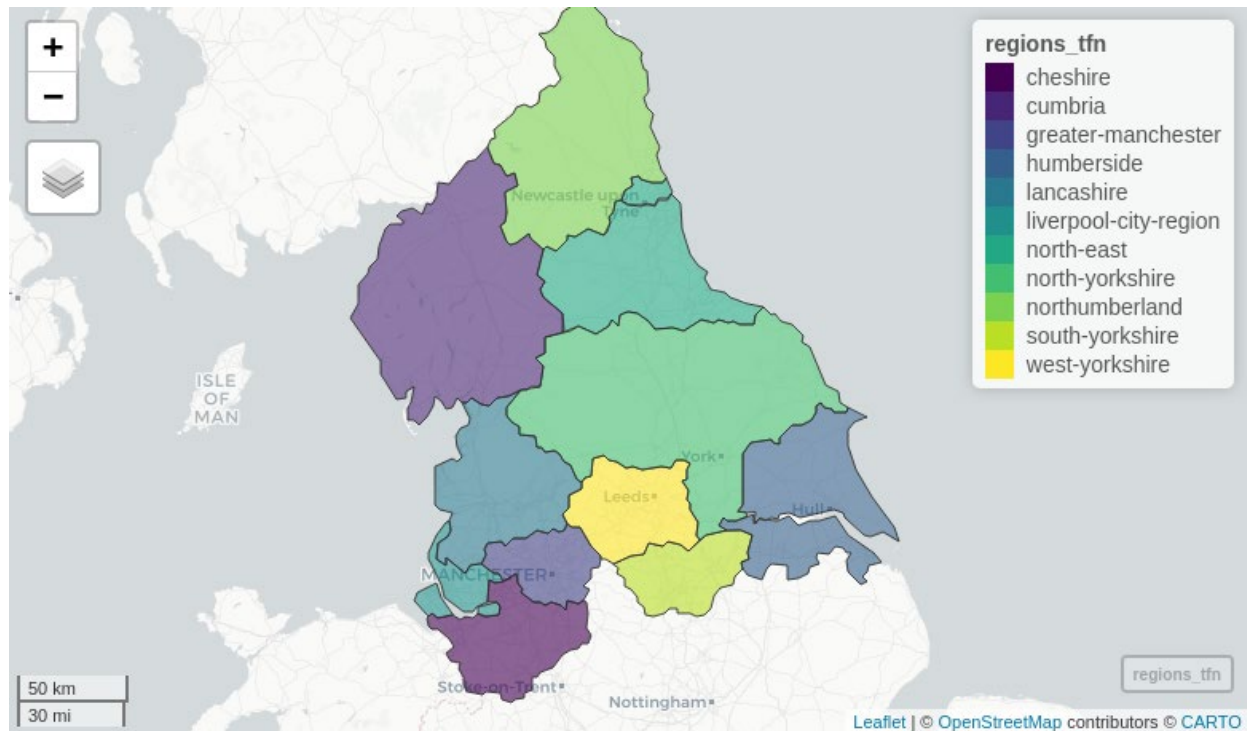 +
−
regions_tfn
cheshire
cumbria
greater-manchester
humberside
lancashire
liverpool-city-region
north-east
north-yorkshire
northumberland
south-yorkshire
west-yorkshire
Newcastle upon
Tyne
ISLE
OF
MAN
York
Leeds
Hull
MANCHESTER
Stoke-on-Trent
Nottingham
regions_tfn
50 km
30 mi
Leaflet | © OpenStreetMap contributors © CARTO